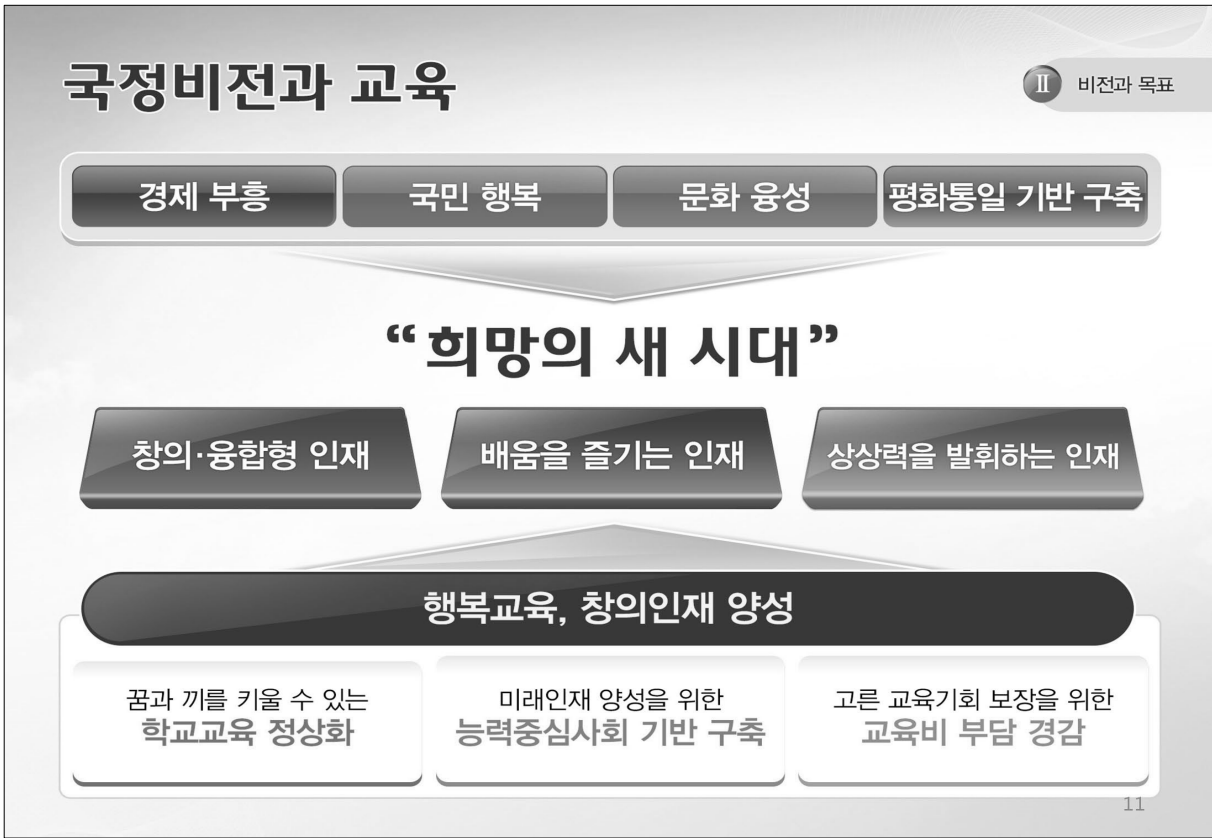 국정비전과 교육
Ⅱ 비전과 목표
경제 부흥
국민 행복
문화 융성
평화통일 기반 구축
“희망의 새 시대”
창의·융합형 인재
배움을 즐기는 인재
상상력을 발휘하는 인재
행복교육, 창의인재 양성
꿈과 끼를 키울 수 있는
학교교육 정상화
미래인재 양성을 위한
능력중심사회 기반 구축
고른 교육기회 보장을 위한
교육비 부담 경감
11